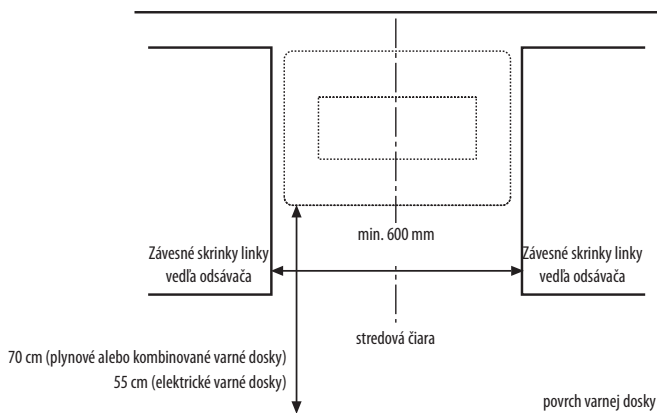 min. 600 mm
Závesné skrinky linky
vedľa odsávača
Závesné skrinky linky
vedľa odsávača
stredová čiara
70 cm (plynové alebo kombinované varné dosky)
55 cm (elektrické varné dosky)
povrch varnej dosky